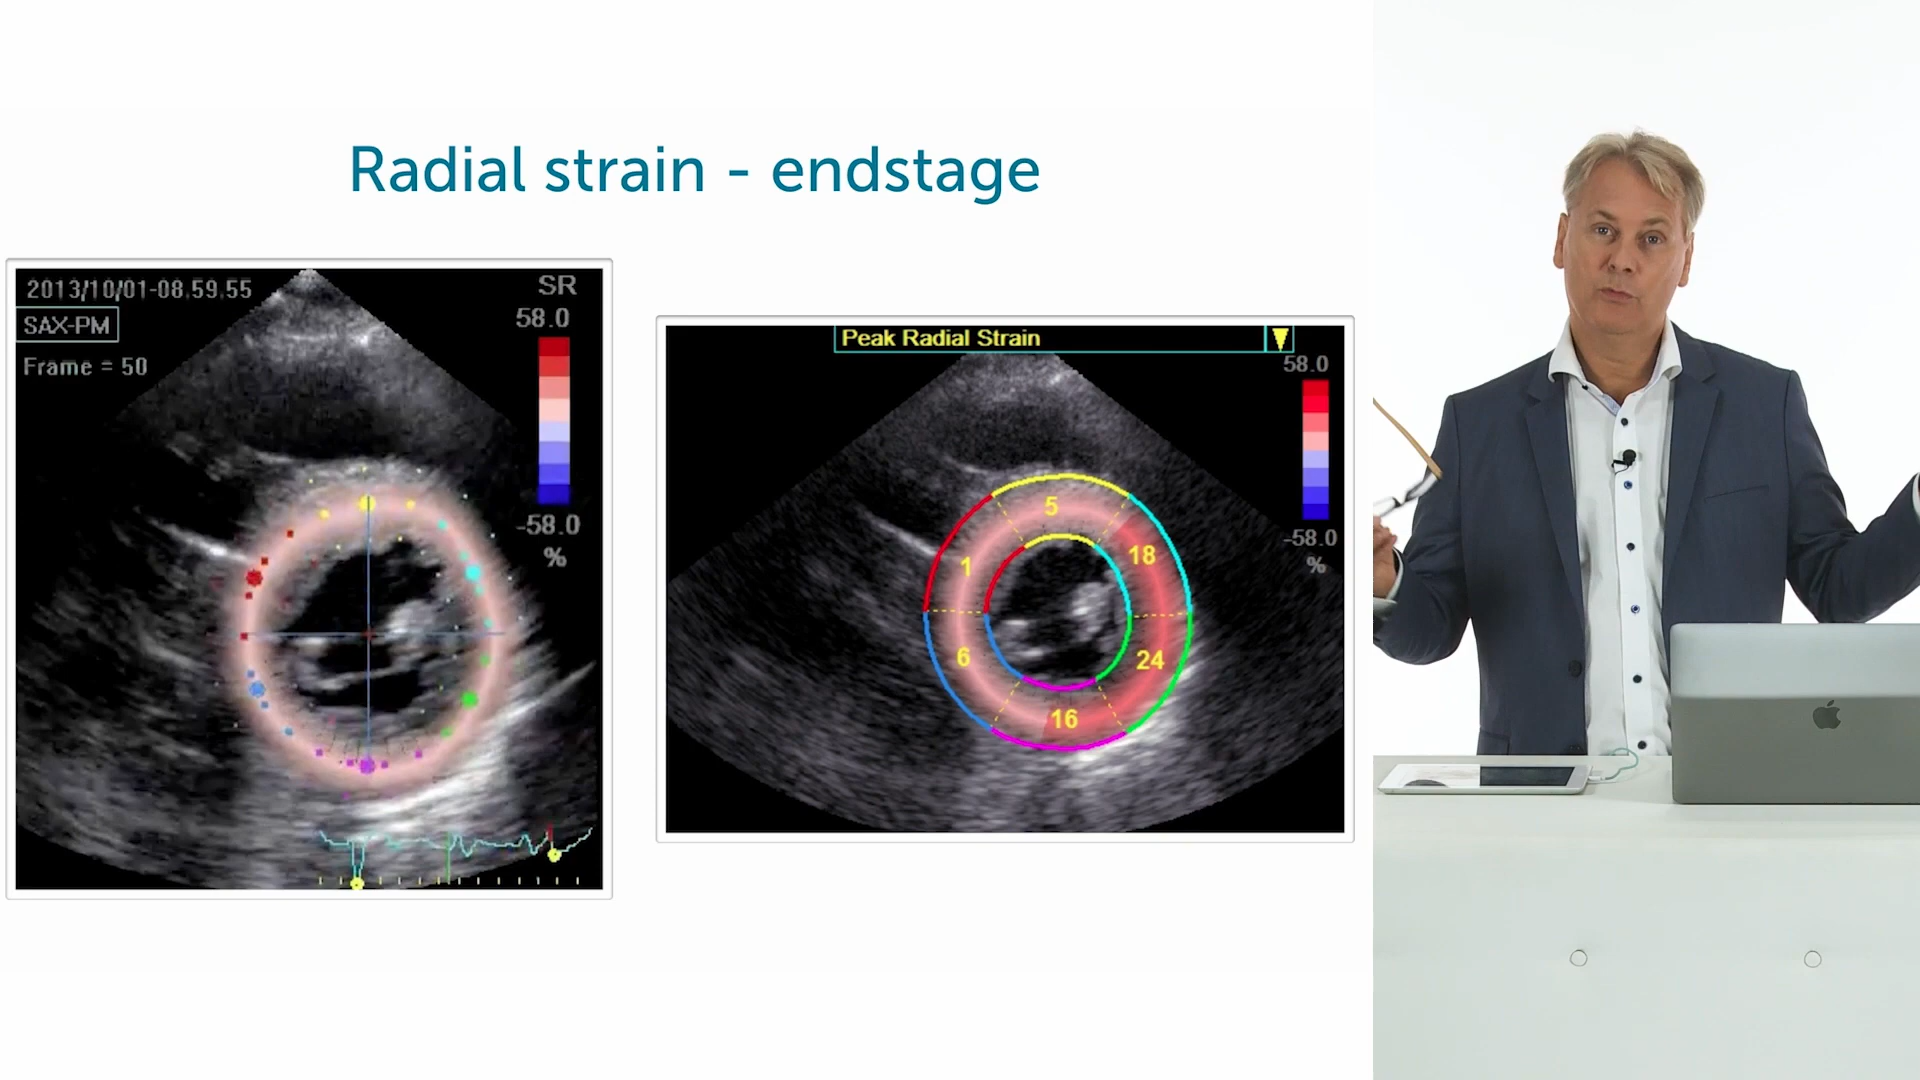 Radial strain - endstage
2013/10/01-08.59.55
SAX-PM
Frame = 50
SR
58.0
-58.0
%
Peak Radial Strain
58.0
-58.0
%
5
18
1
6
24
16